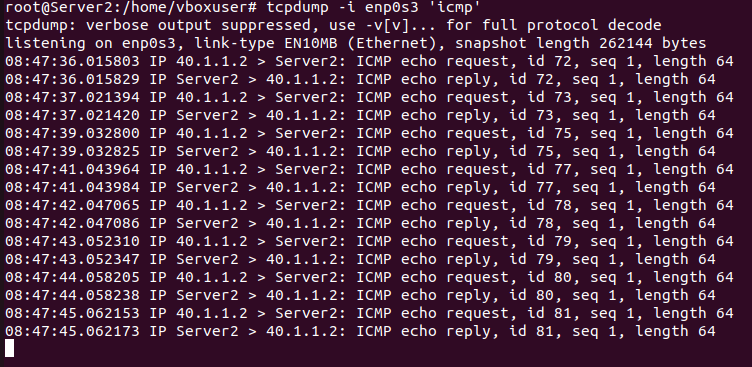 root@Server2:/home/vboxuser# tcpdump -i enp0s3 'icmp'
tcpdump: verbose output suppressed, use -v[v]... for full protocol decode
listening on enp0s3, link-type EN10MB (Ethernet), snapshot length 262144 bytes
08:47:36.015803 IP 40.1.1.2 > Server2: ICMP echo request, id 72, seq 1, length 64
08:47:36.015829 IP Server2 > 40.1.1.2: ICMP echo reply, id 72, seq 1, length 64
08:47:37.021394 IP 40.1.1.2 > Server2: ICMP echo request, id 73, seq 1, length 64
08:47:37.021420 IP Server2 > 40.1.1.2: ICMP echo reply, id 73, seq 1, length 64
08:47:39.032800 IP 40.1.1.2 > Server2: ICMP echo request, id 75, seq 1, length 64
08:47:39.032825 IP Server2 > 40.1.1.2: ICMP echo reply, id 75, seq 1, length 64
08:47:41.043964 IP 40.1.1.2 > Server2: ICMP echo request, id 77, seq 1, length 64
08:47:41.043984 IP Server2 > 40.1.1.2: ICMP echo reply, id 77, seq 1, length 64
08:47:42.047065 IP 40.1.1.2 > Server2: ICMP echo request, id 78, seq 1, length 64
08:47:42.047086 IP Server2 > 40.1.1.2: ICMP echo reply, id 78, seq 1, length 64
08:47:43.052310 IP 40.1.1.2 > Server2: ICMP echo request, id 79, seq 1, length 64
08:47:43.052347 IP Server2 > 40.1.1.2: ICMP echo reply, id 79, seq 1, length 64
08:47:44.058205 IP 40.1.1.2 > Server2: ICMP echo request, id 80, seq 1, length 64
08:47:44.058238 IP Server2 > 40.1.1.2: ICMP echo reply, id 80, seq 1, length 64
08:47:45.062153 IP 40.1.1.2 > Server2: ICMP echo request, id 81, seq 1, length 64
08:47:45.062173 IP Server2 > 40.1.1.2: ICMP echo reply, id 81, seq 1, length 64